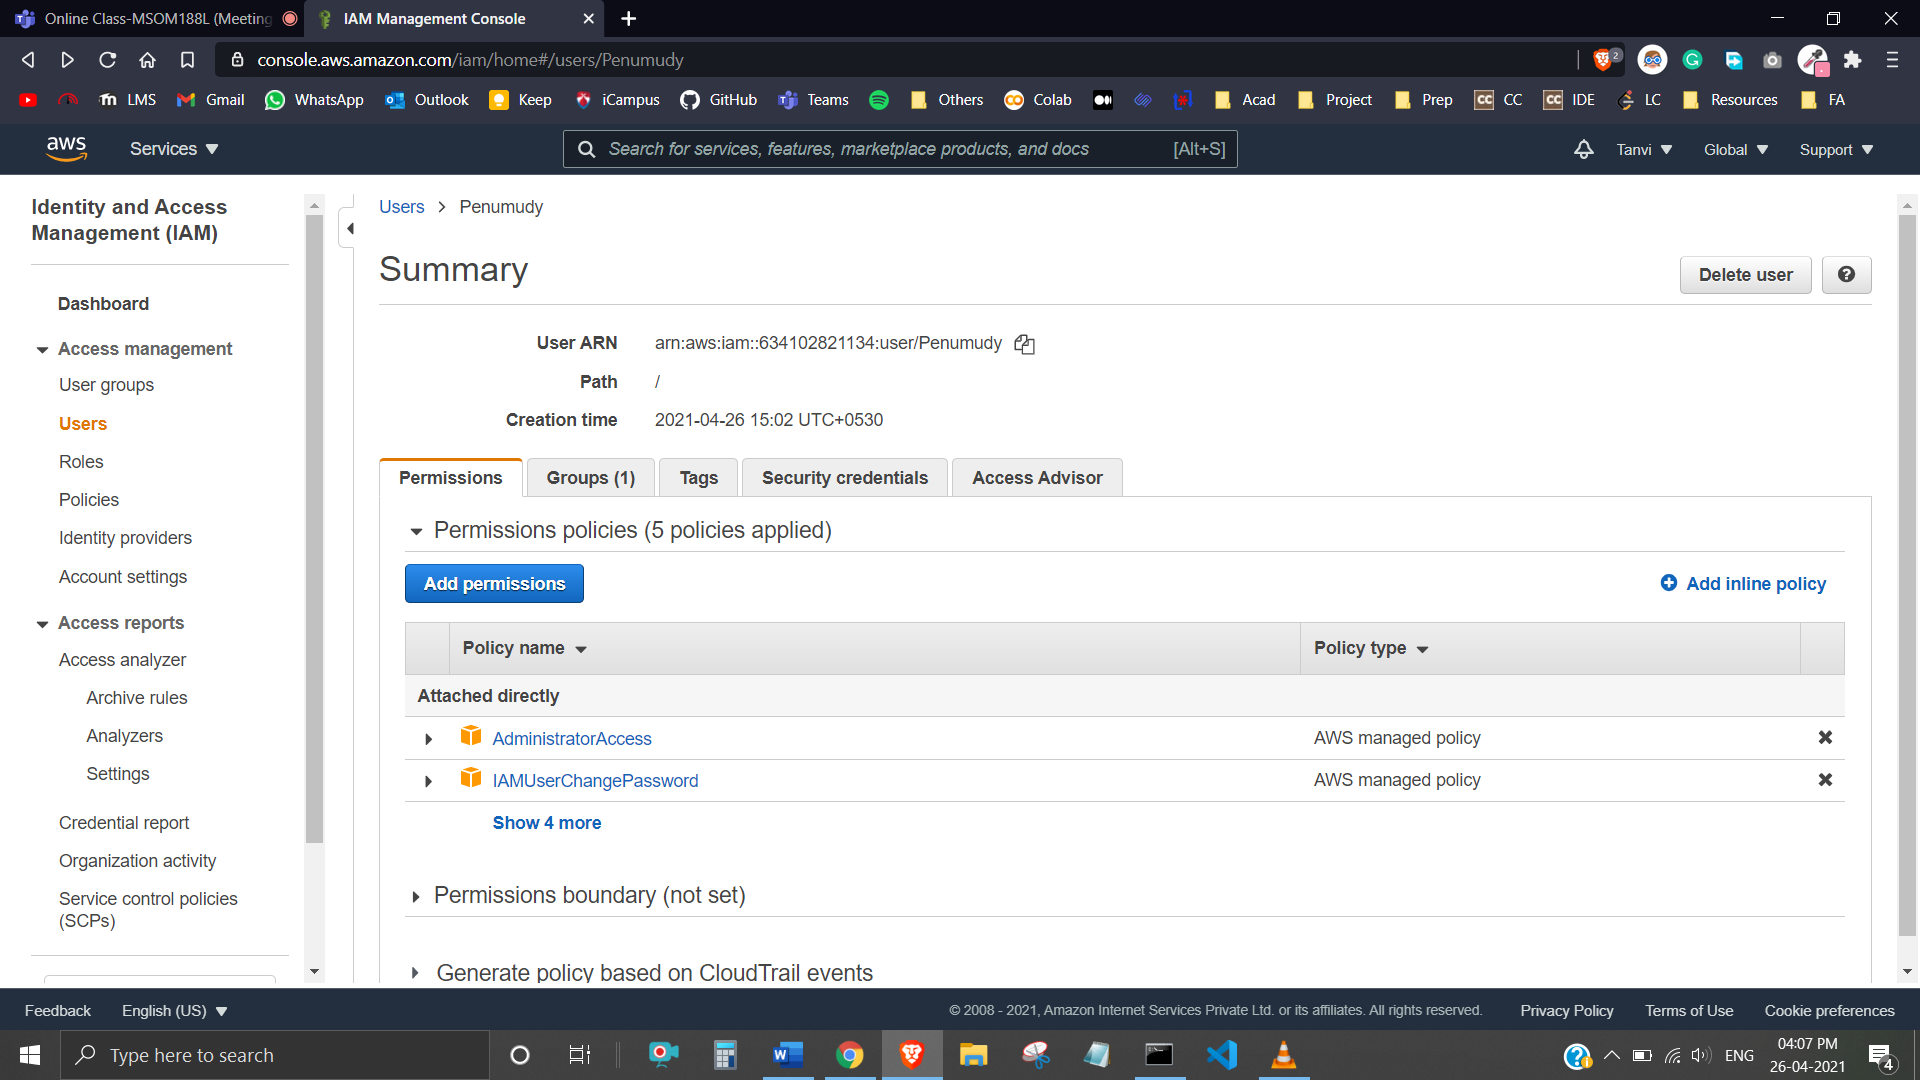 Online Class-MSOM188L (Meeting
IAM Management Console
console.aws.amazon.com/iam/home#/users/Penumudy
2
LMS
Gmail
WhatsApp
Outlook
Keep
iCampus
GitHub
Teams
Others
Colab
Acad
Project
Prep
CC CC
CC IDE
LC
Resources
FA
aws
Services
Search for services, features, marketplace products, and docs
[Alt+S]
Tanvi
Global
Support
Identity and Access
Management (IAM)
Dashboard
Access management
User groups
Users
Roles
Policies
Identity providers
Account settings
Access reports
Access analyzer
Archive rules
Analyzers
Settings
Credential report
Organization activity
Service control policies
(SCPs)
Users > Penumudy
Summary
Delete user
?
User ARN arn:aws:iam::634102821134:user/Penumudy
Path /
Creation time 2021-04-26 15:02 UTC+0530
Permissions
Groups (1)
Tags
Security credentials
Access Advisor
Permissions policies (5 policies applied)
Add permissions
Add inline policy
Policy name
Policy type
Attached directly
AdministratorAccess AWS managed policy
IAMUserChangePassword AWS managed policy
Show 4 more
Permissions boundary (not set)
Generate policy based on CloudTrail events
Feedback
English (US)
© 2008 - 2021, Amazon Internet Services Private Ltd. or its affiliates. All rights reserved.
Privacy Policy
Terms of Use
Cookie preferences
Type here to search
ENG
04:07 PM
26-04-2021
4